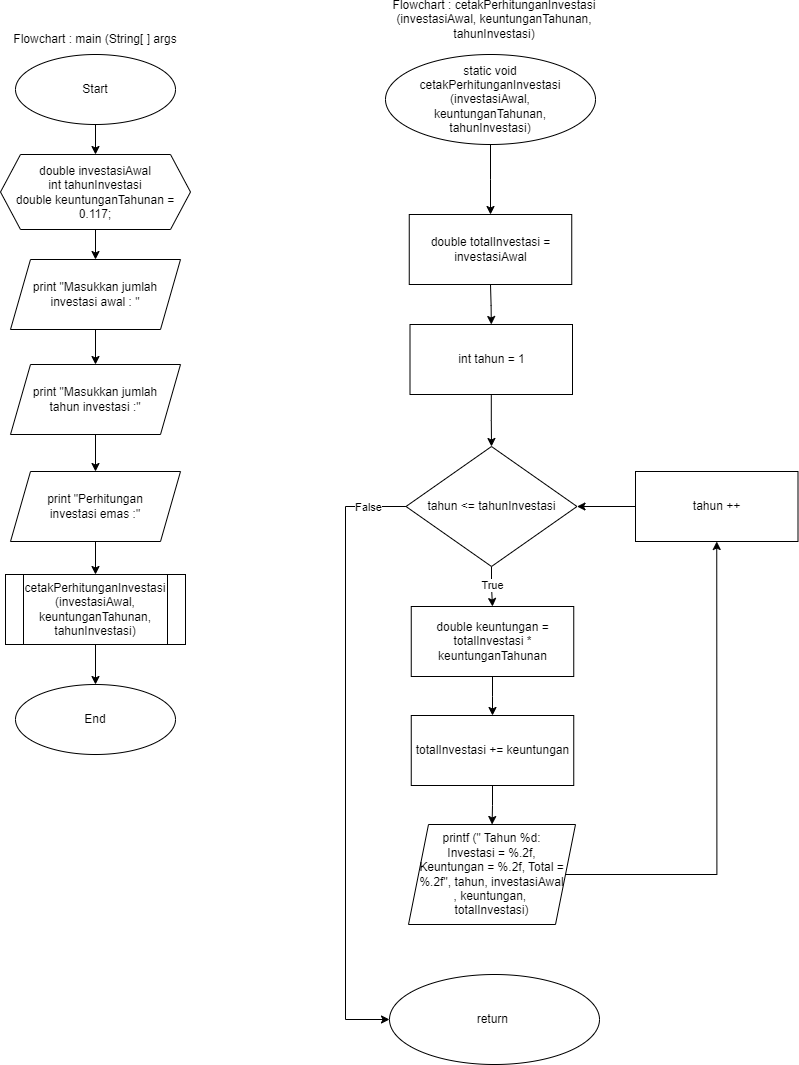 Flowchart : main (String[ ] args
Start
double investasiAwal
int tahunInvestasi
double keuntunganTahunan =
0.117;
print "Masukkan jumlah
investasi awal : "
print "Masukkan jumlah
tahun investasi :"
print "Perhitungan
investasi emas :"
cetakPerhitunganInvestasi
(investasiAwal,
keuntunganTahunan,
tahunInvestasi)
End
Flowchart : cetakPerhitunganInvestasi
(investasiAwal, keuntunganTahunan,
tahunInvestasi)
static void
cetakPerhitunganInvestasi
(investasiAwal,
keuntunganTahunan,
tahunInvestasi)
double totalInvestasi =
investasiAwal
int tahun = 1
tahun <= tahunInvestasi
False
True
tahun ++
double keuntungan =
totalInvestasi *
keuntunganTahunan
totalInvestasi += keuntungan
printf (" Tahun %d:
Investasi = %.2f,
Keuntungan = %.2f, Total =
%.2f", tahun, investasiAwal
, keuntungan,
totalInvestasi)
return